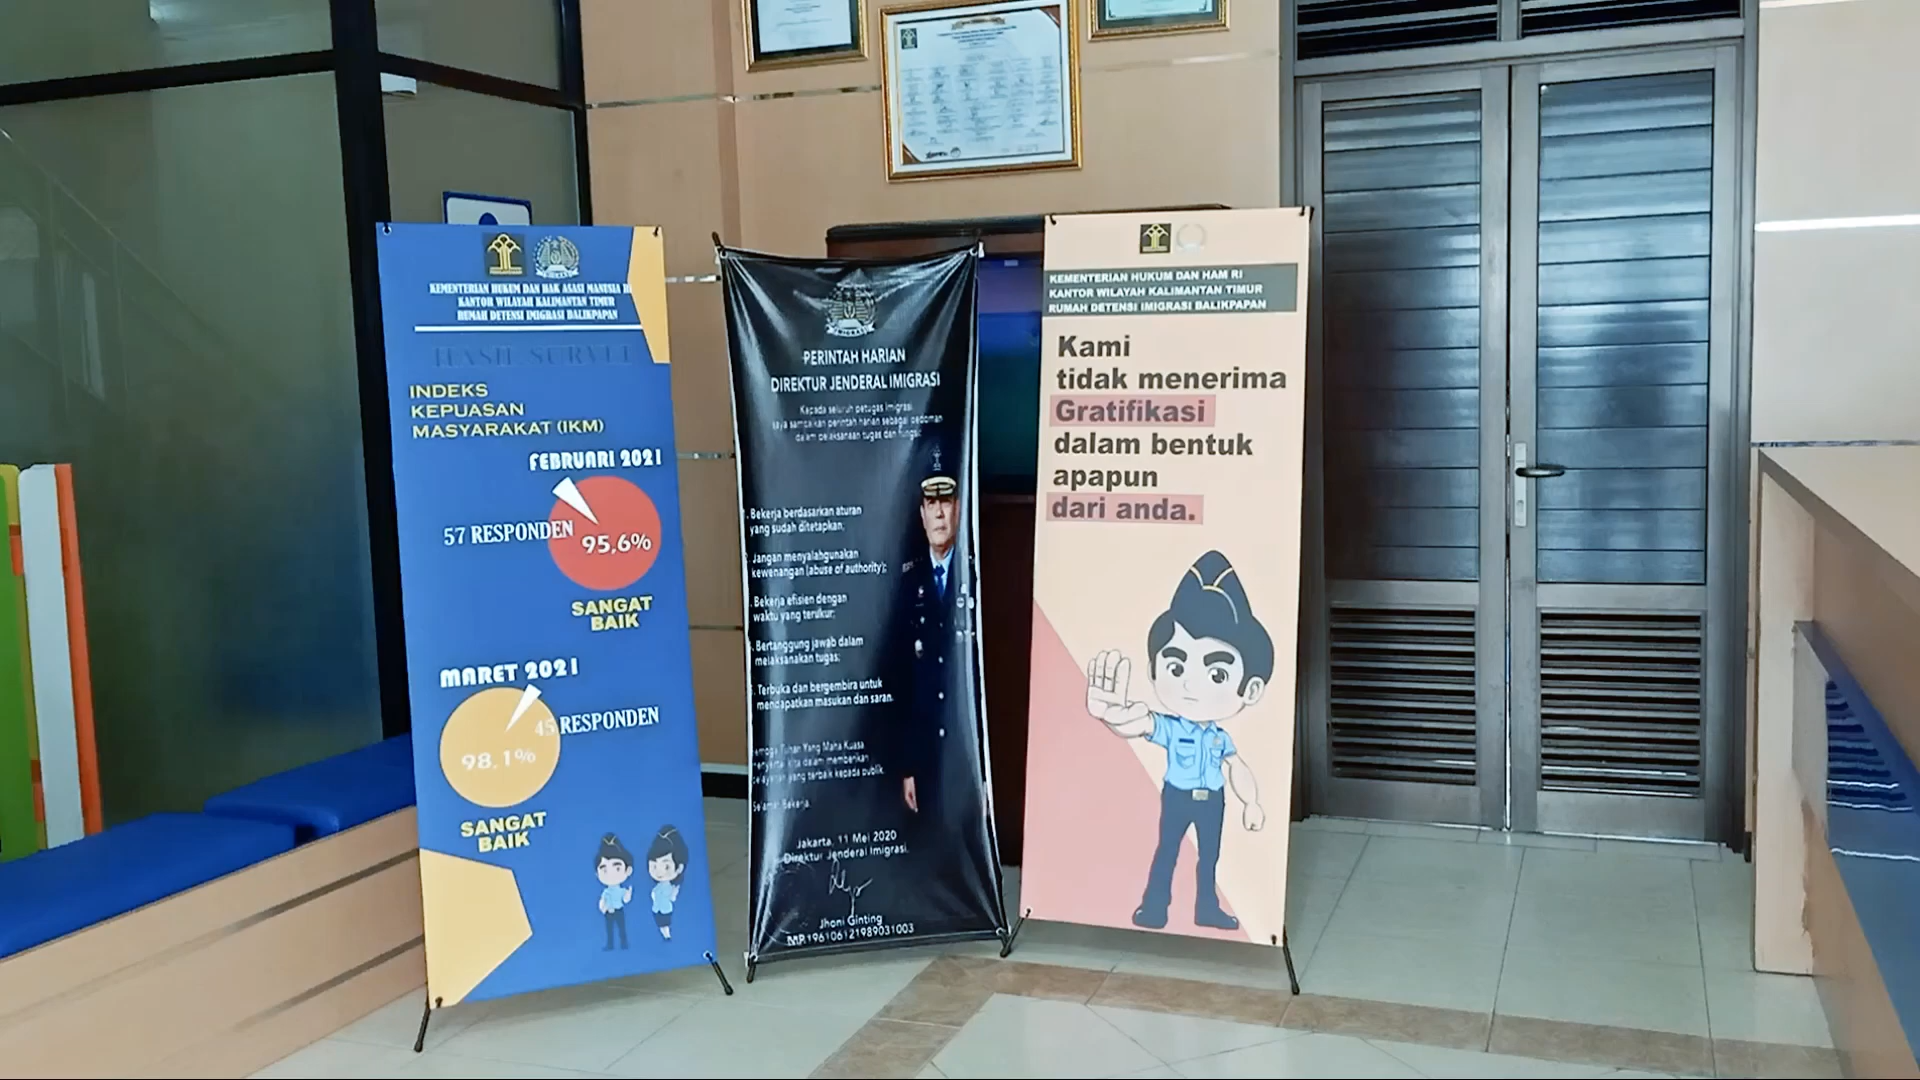 KEMENTERIAN HUKUM DAN HAK ASASI MANUSIA RI
KANTOR WILAYAH KALIMANTAN TIMUR
RUMAH DETENSI IMIGRASI BALIKPAPAN
HASIL SURVEI
INDEKS
KEPUASAN
MASYARAKAT (IKM)
FEBRUARI 2021
57 RESPONDEN
95,6%
SANGAT
BAIK
MARET 2021
45 RESPONDEN
98,1%
SANGAT
BAIK
IMIGRASI
PERINTAH HARIAN
DIREKTUR JENDERAL IMIGRASI
Kepada seluruh petugas Imigrasi
saya sampaikan perintah harian sebagai pedoman
dalam pelaksanaan tugas dan fungsi:
Bekerja berdasarkan aturan
yang sudah ditetapkan;
Jangan menyalahgunakan
kewenangan (abuse of authority);
Bekerja efisien dengan
waktu yang terukur;
Bertanggung jawab dalam
melaksanakan tugas;
Terbuka dan bergembira untuk
mendapatkan masukan dan saran.
Semoga Tuhan Yang Maha Kuasa
menyertai kita dalam memberikan
pelayanan yang terbaik kepada publik.
Selamat Bekerja.
Jakarta, 11 Mei 2020
Direktur Jenderal Imigrasi,
Jhoni Ginting
NIP.196106121989031003
KEMENTERIAN HUKUM DAN HAM RI
KANTOR WILAYAH KALIMANTAN TIMUR
RUMAH DETENSI IMIGRASI BALIKPAPAN
Kami
tidak menerima
Gratifikasi
dalam bentuk
apapun
dari anda.